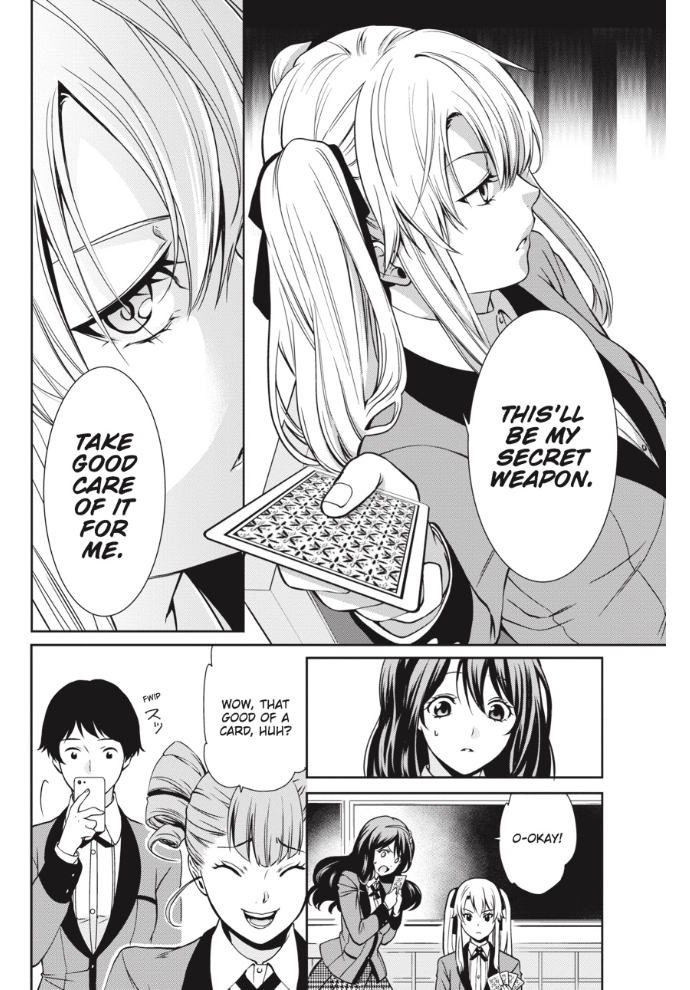 THIS'LL
BE MY
SECRET
WEAPON.
TAKE
GOOD
CARE
OF IT
FOR
ME.
WOW, THAT
GOOD OF A
CARD, HUH?
FWIP
スッ
O-OKAY!